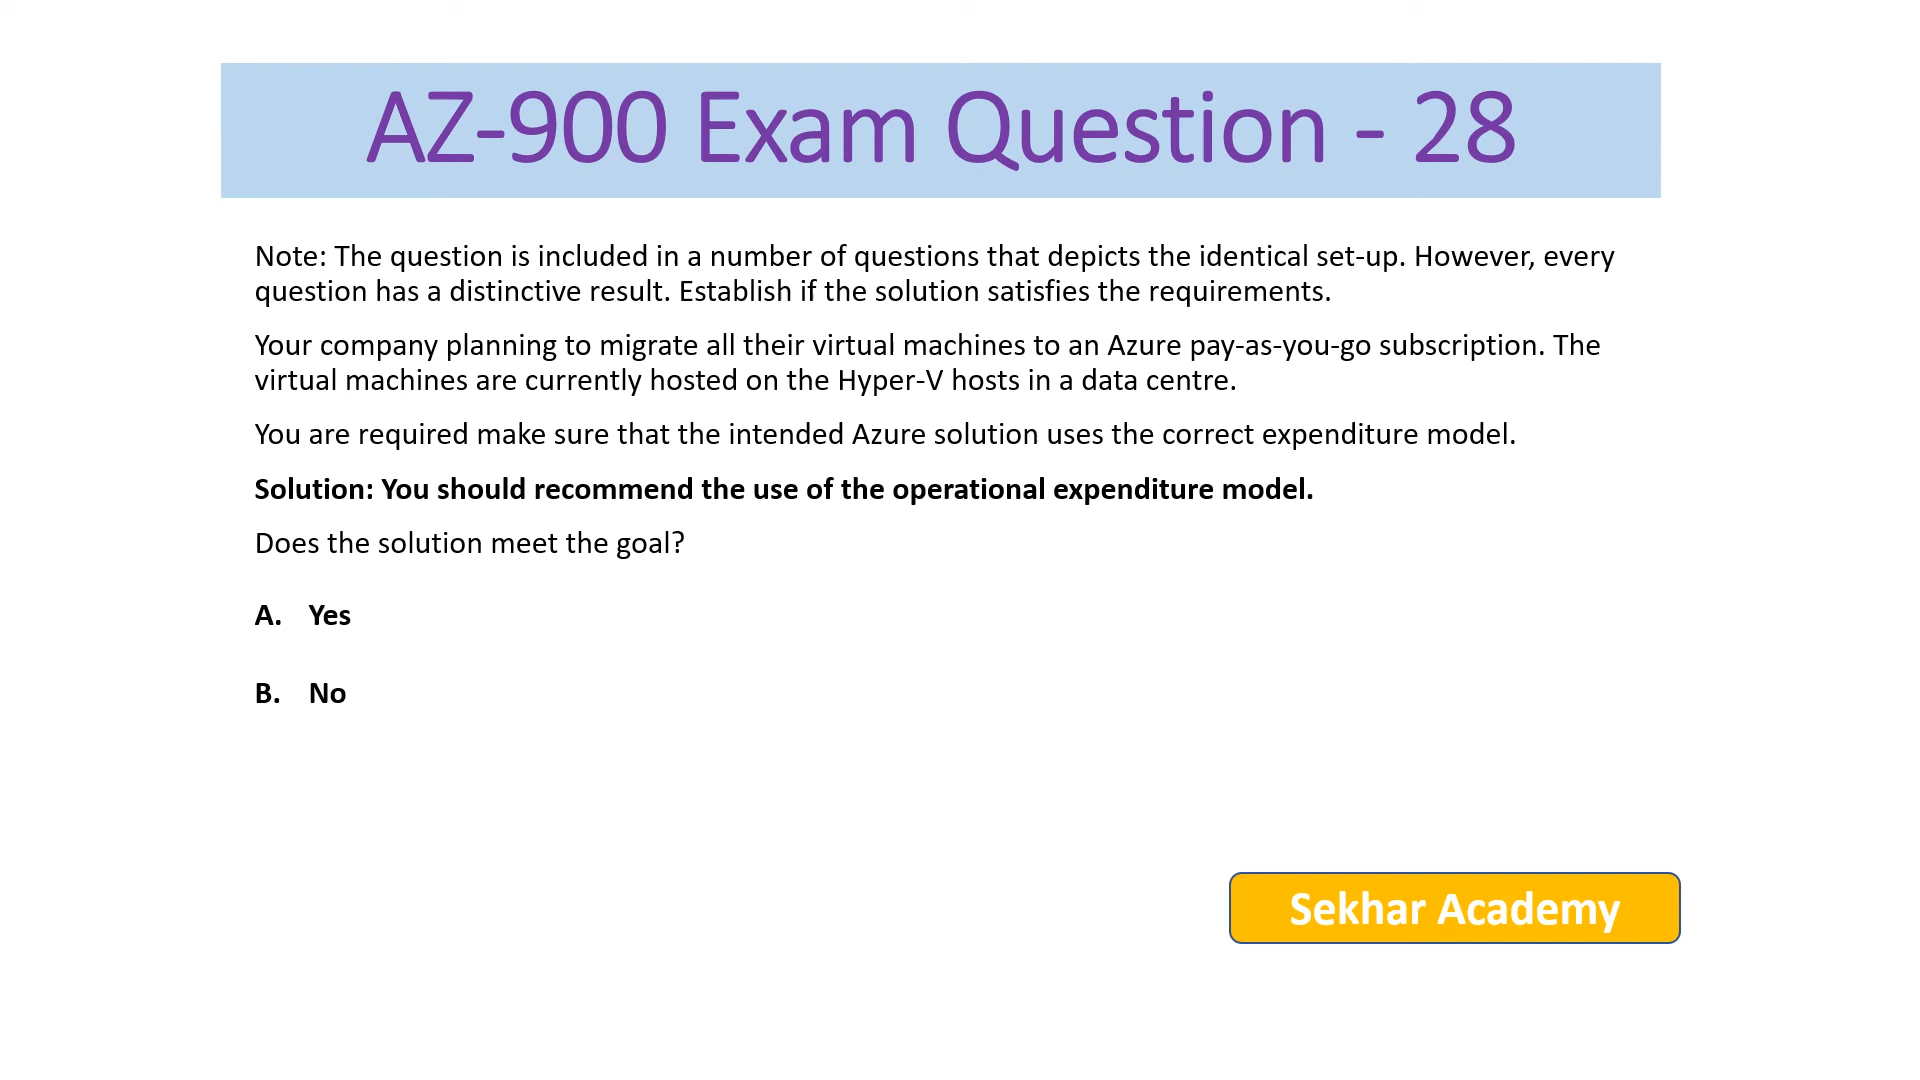 AZ-900 Exam Question - 28
Note: The question is included in a number of questions that depicts the identical set-up. However, every
question has a distinctive result. Establish if the solution satisfies the requirements.
Your company planning to migrate all their virtual machines to an Azure pay-as-you-go subscription. The
virtual machines are currently hosted on the Hyper-V hosts in a data centre.
You are required make sure that the intended Azure solution uses the correct expenditure model.
Solution: You should recommend the use of the operational expenditure model.
Does the solution meet the goal?
A. Yes
B. No
Sekhar Academy